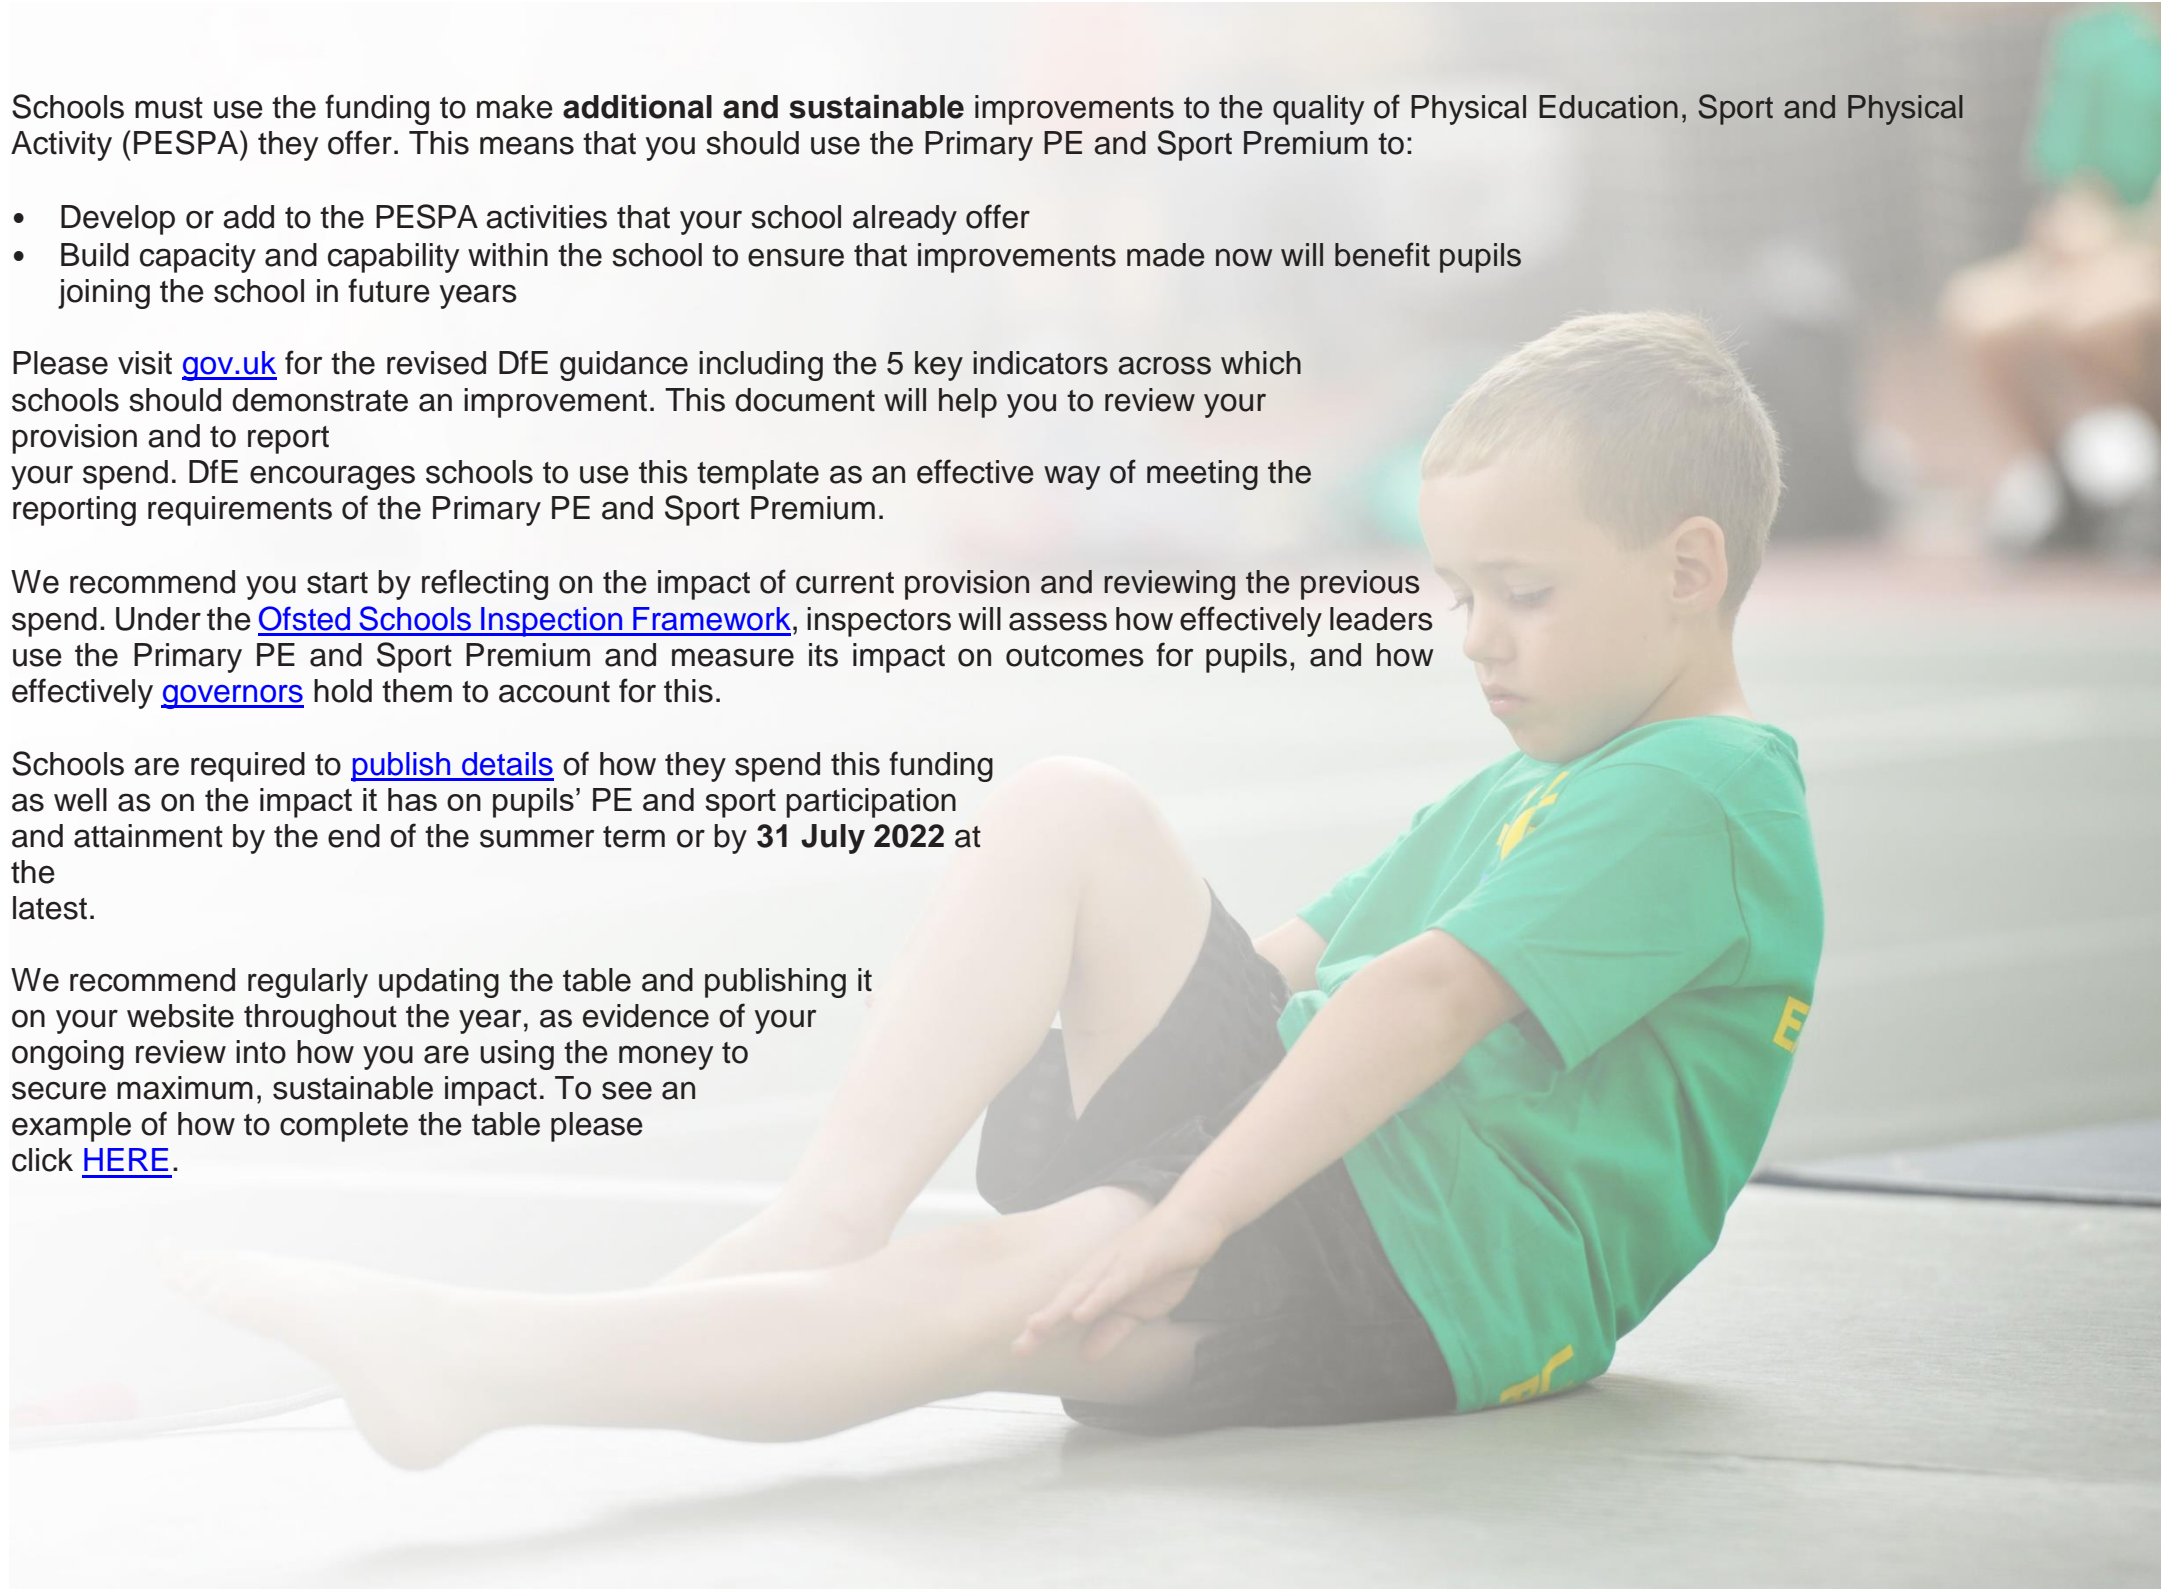 Schools must use the funding to make additional and sustainable improvements to the quality of Physical Education, Sport and Physical
Activity (PESPA) they offer. This means that you should use the Primary PE and Sport Premium to:
• Develop or add to the PESPA activities that your school already offer
• Build capacity and capability within the school to ensure that improvements made now will benefit pupils
joining the school in future years
Please visit gov.uk for the revised DfE guidance including the 5 key indicators across which
schools should demonstrate an improvement. This document will help you to review your
provision and to report
your spend. DfE encourages schools to use this template as an effective way of meeting the
reporting requirements of the Primary PE and Sport Premium.
We recommend you start by reflecting on the impact of current provision and reviewing the previous
spend. Under the Ofsted Schools Inspection Framework, inspectors will assess how effectively leaders
use the Primary PE and Sport Premium and measure its impact on outcomes for pupils, and how
effectively governors hold them to account for this.
Schools are required to publish details of how they spend this funding
as well as on the impact it has on pupils’ PE and sport participation
and attainment by the end of the summer term or by 31 July 2022 at
the
latest.
We recommend regularly updating the table and publishing it
on your website throughout the year, as evidence of your
ongoing review into how you are using the money to
secure maximum, sustainable impact. To see an
example of how to complete the table please
click HERE.